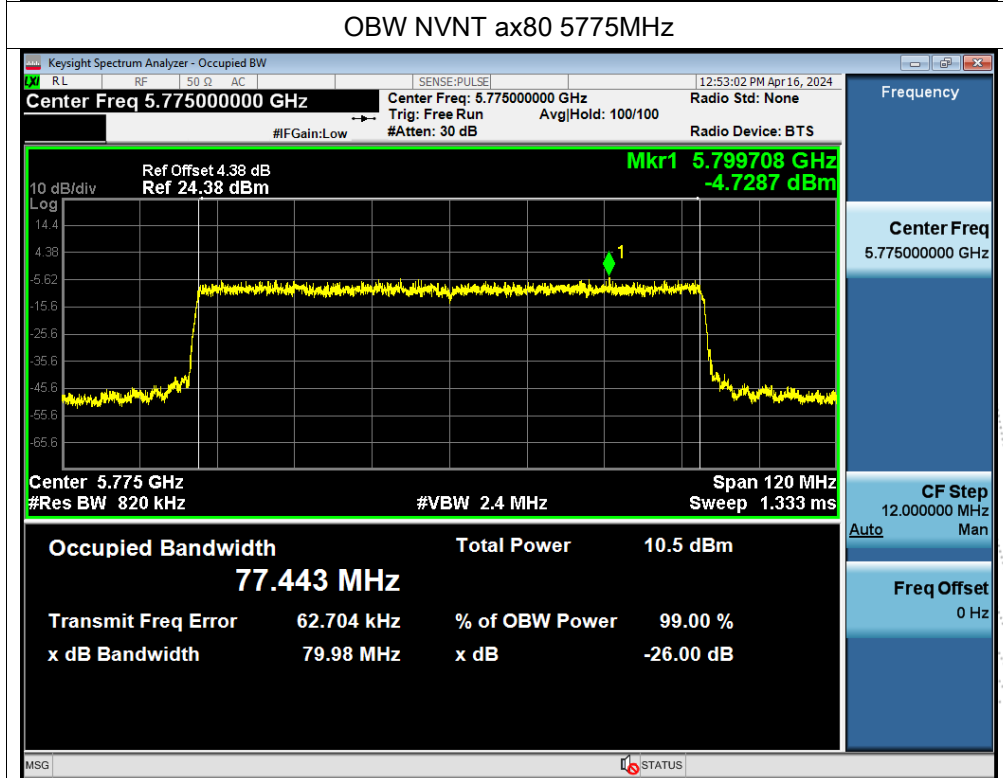 OBW NVNT ax80 5775MHz
Keysight Spectrum Analyzer - Occupied BW
LXI RL RF 50 Ω AC SENSE:PULSE 12:53:02 PM Apr 16, 2024
Center Freq 5.775000000 GHz
Center Freq: 5.775000000 GHz
Radio Std: None
Trig: Free Run Avg|Hold: 100/100
#IFGain:Low
#Atten: 30 dB
Radio Device: BTS
Frequency
Mkr1 5.799708 GHz
-4.7287 dBm
Ref Offset 4.38 dB
10 dB/div Ref 24.38 dBm
Log
14.4
4.38
-5.62
-15.6
-25.6
-35.6
-45.6
-55.6
-65.6
1
Center 5.775 GHz
Span 120 MHz
#Res BW 820 kHz
#VBW 2.4 MHz
Sweep 1.333 ms
Center Freq
5.775000000 GHz
CF Step
12.000000 MHz
Auto Man
Freq Offset
0 Hz
Occupied Bandwidth
77.443 MHz
Total Power 10.5 dBm
Transmit Freq Error 62.704 kHz
% of OBW Power 99.00 %
x dB Bandwidth 79.98 MHz
x dB -26.00 dB
MSG
STATUS